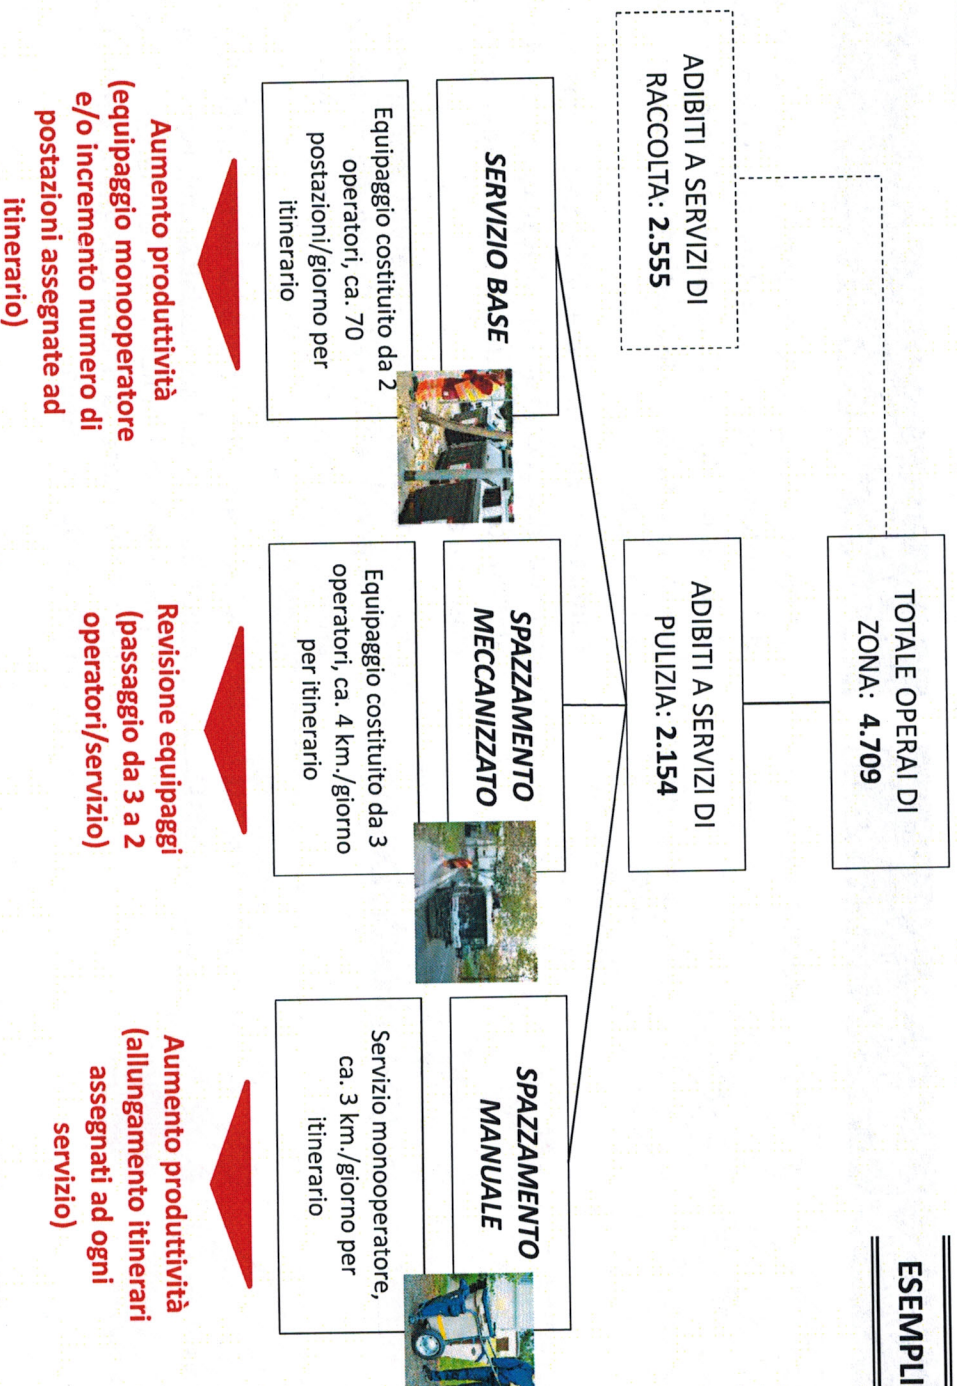 ESEMPLI
TOTALE OPERAI DI
ZONA: 4.709
ADIBITI A SERVIZI DI
RACCOLTA: 2.555
ADIBITI A SERVIZI DI
PULIZIA: 2.154
SERVIZIO BASE
Equipaggio costituito da 2
operatori, ca. 70
postazioni/giorno per
itinerario
Aumento produttività
(equipaggio monooperatore
e/o incremento numero di
postazioni assegnate ad
itinerario)
SPAZZAMENTO
MECCANIZZATO
Equipaggio costituito da 3
operatori, ca. 4 km./giorno
per itinerario
Revisione equipaggi
(passaggio da 3 a 2
operatori/servizio)
SPAZZAMENTO
MANUALE
Servizio monooperatore,
ca. 3 km./giorno per
itinerario
Aumento produttività
(allungamento itinerari
assegnati ad ogni
servizio)